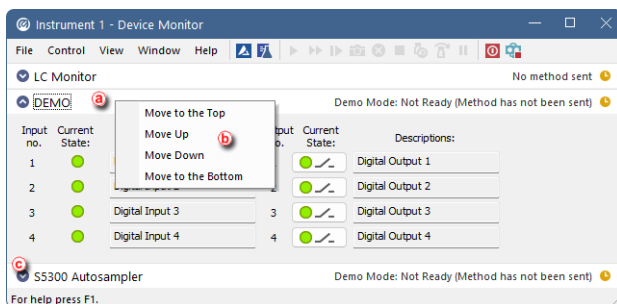 Instrument 1 - Device Monitor
File Control View Window Help
LC Monitor No method sent
DEMO a Demo Mode: Not Ready (Method has not been sent)
Move to the Top
Move Up
Move Down
Move to the Bottom
b
Input no. Current State: no. Current State: Descriptions:
1 Digital Output 1
2 2 Digital Output 2
3 Digital Input 3 3 Digital Output 3
4 Digital Input 4 4 Digital Output 4
c
S5300 Autosampler Demo Mode: Not Ready (Method has not been sent)
For help press F1.